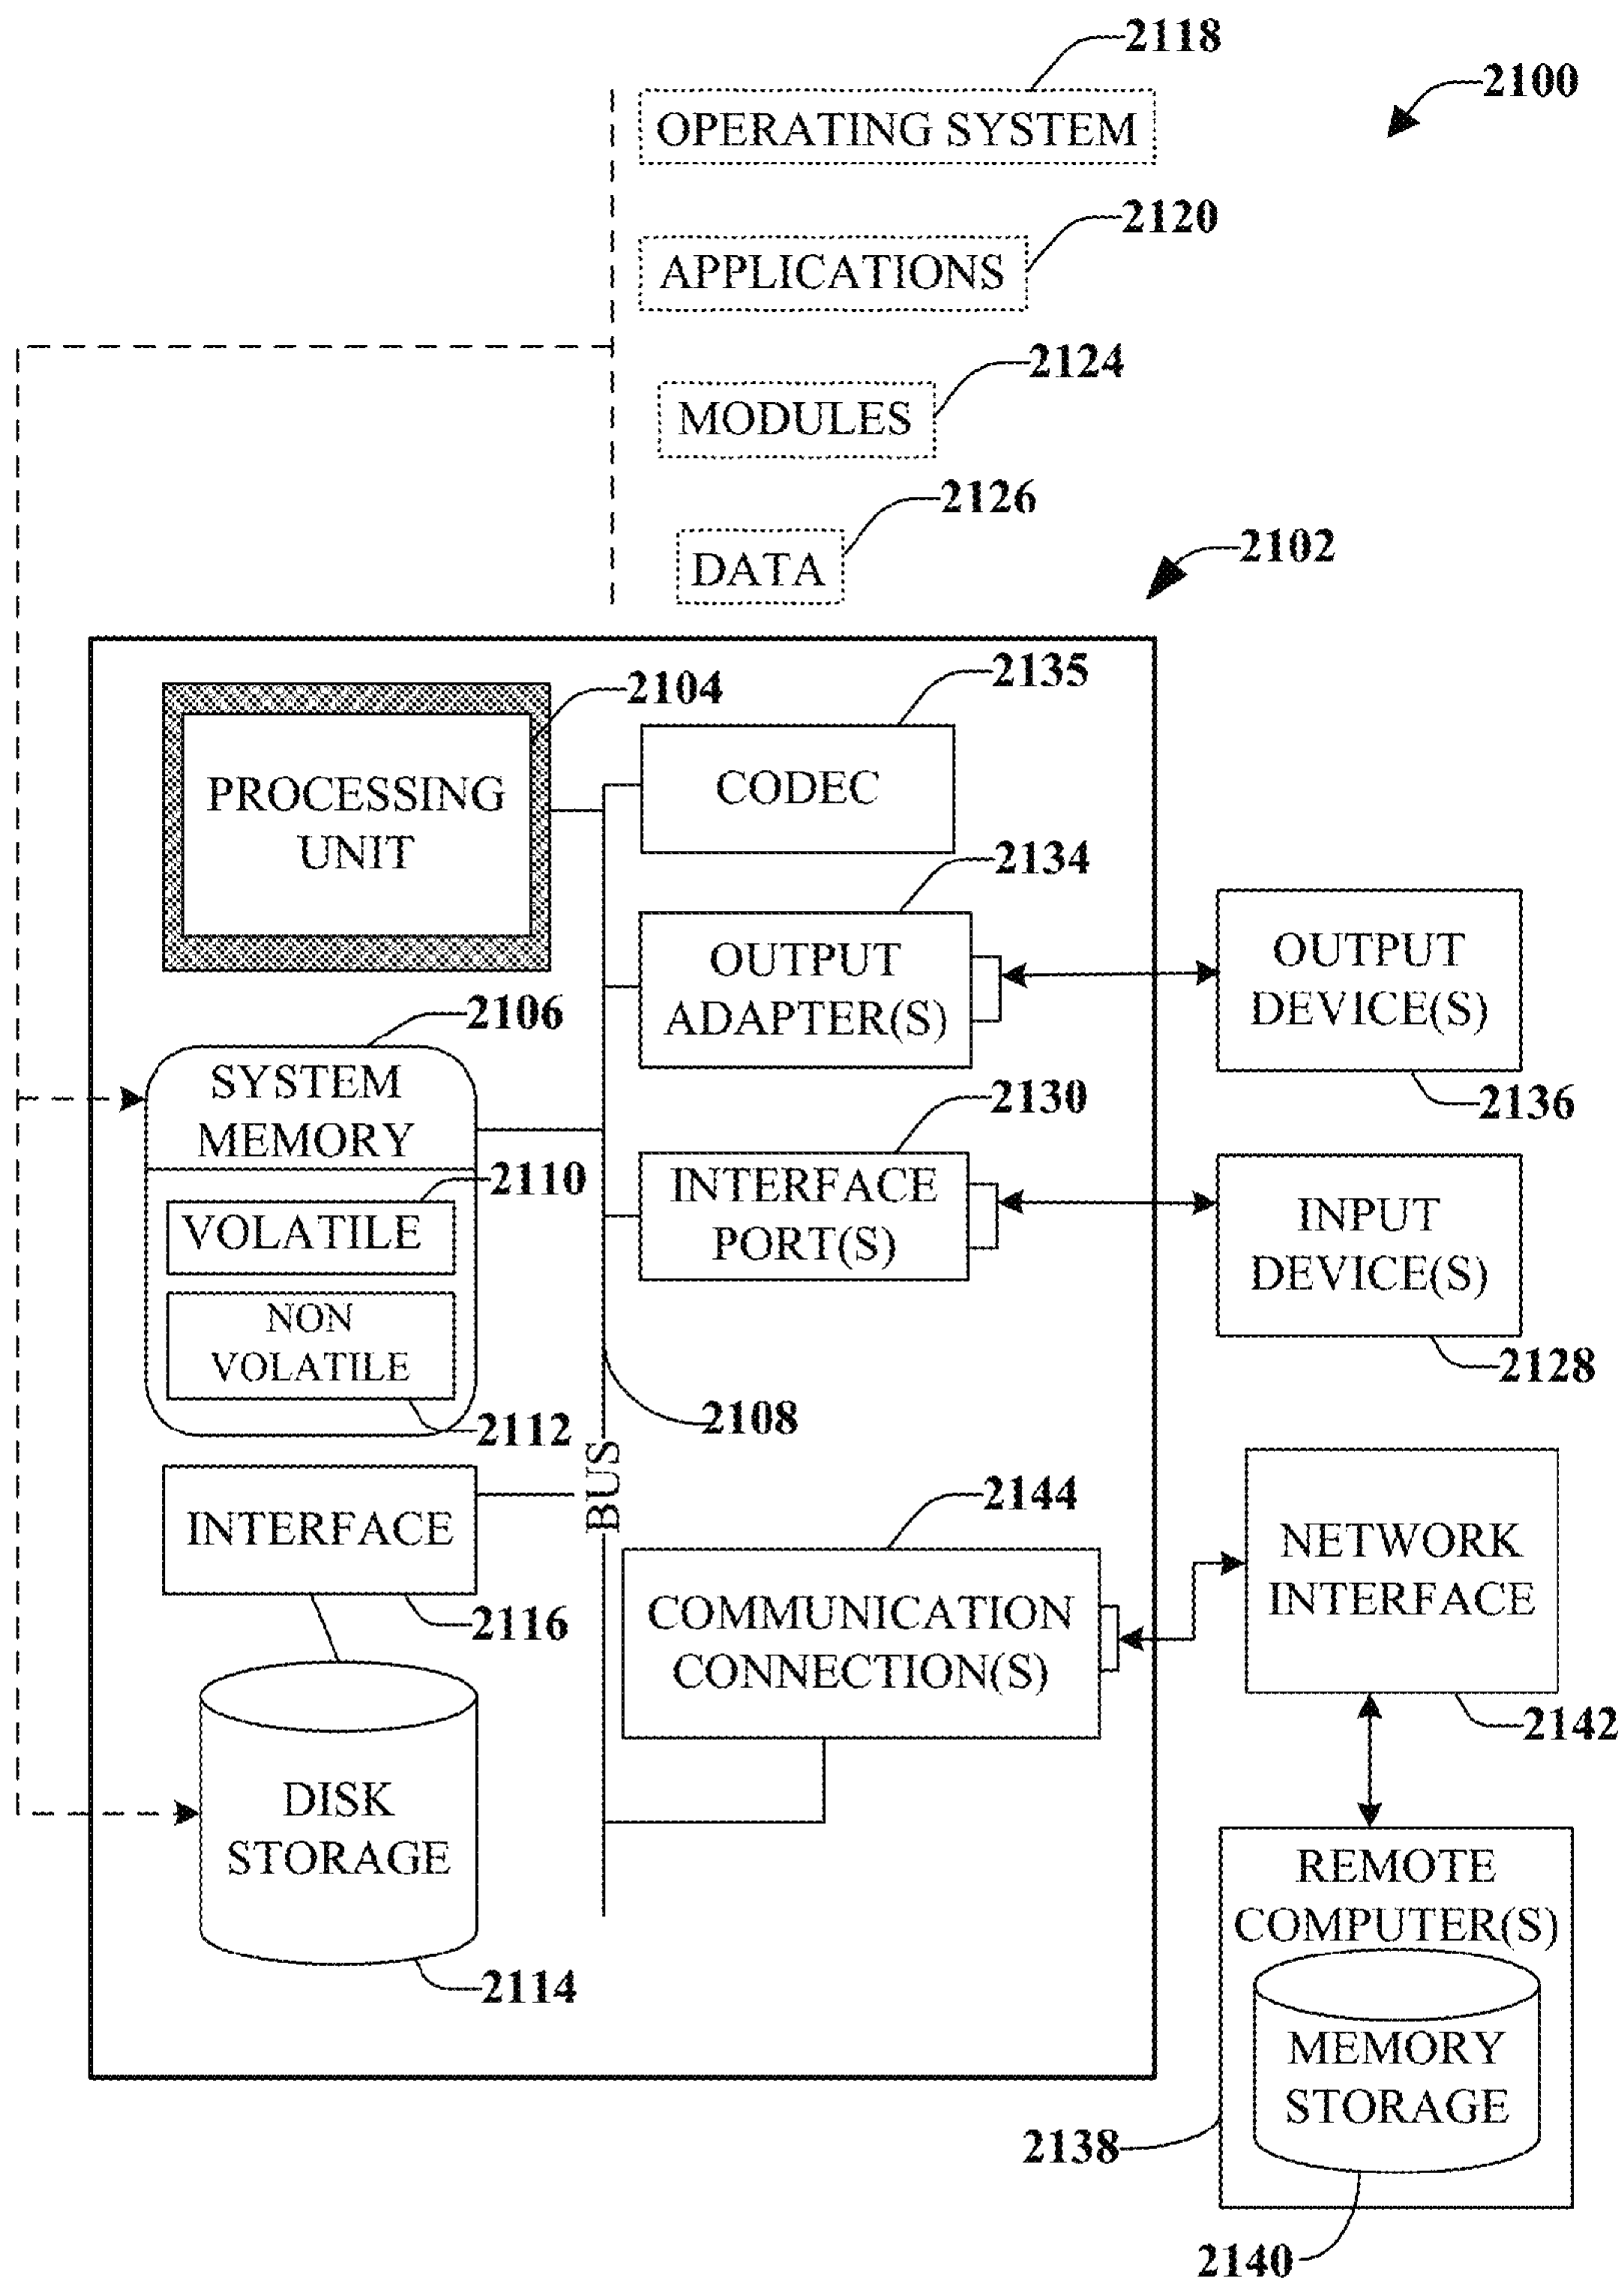 2118
2100
OPERATING SYSTEM
2120
APPLICATIONS
2124
MODULES
2126
DATA
2102
2104
PROCESSING
UNIT
2135
CODEC
2134
OUTPUT
ADAPTER(S)
OUTPUT
DEVICE(S)
2136
2106
SYSTEM
MEMORY
2110
VOLATILE
NON
VOLATILE
2112
2130
INTERFACE
PORT(S)
INPUT
DEVICE(S)
2128
2108
BUS
INTERFACE
2116
2144
COMMUNICATION
CONNECTION(S)
NETWORK
INTERFACE
2142
DISK
STORAGE
2114
REMOTE
COMPUTER(S)
MEMORY
STORAGE
2138
2140